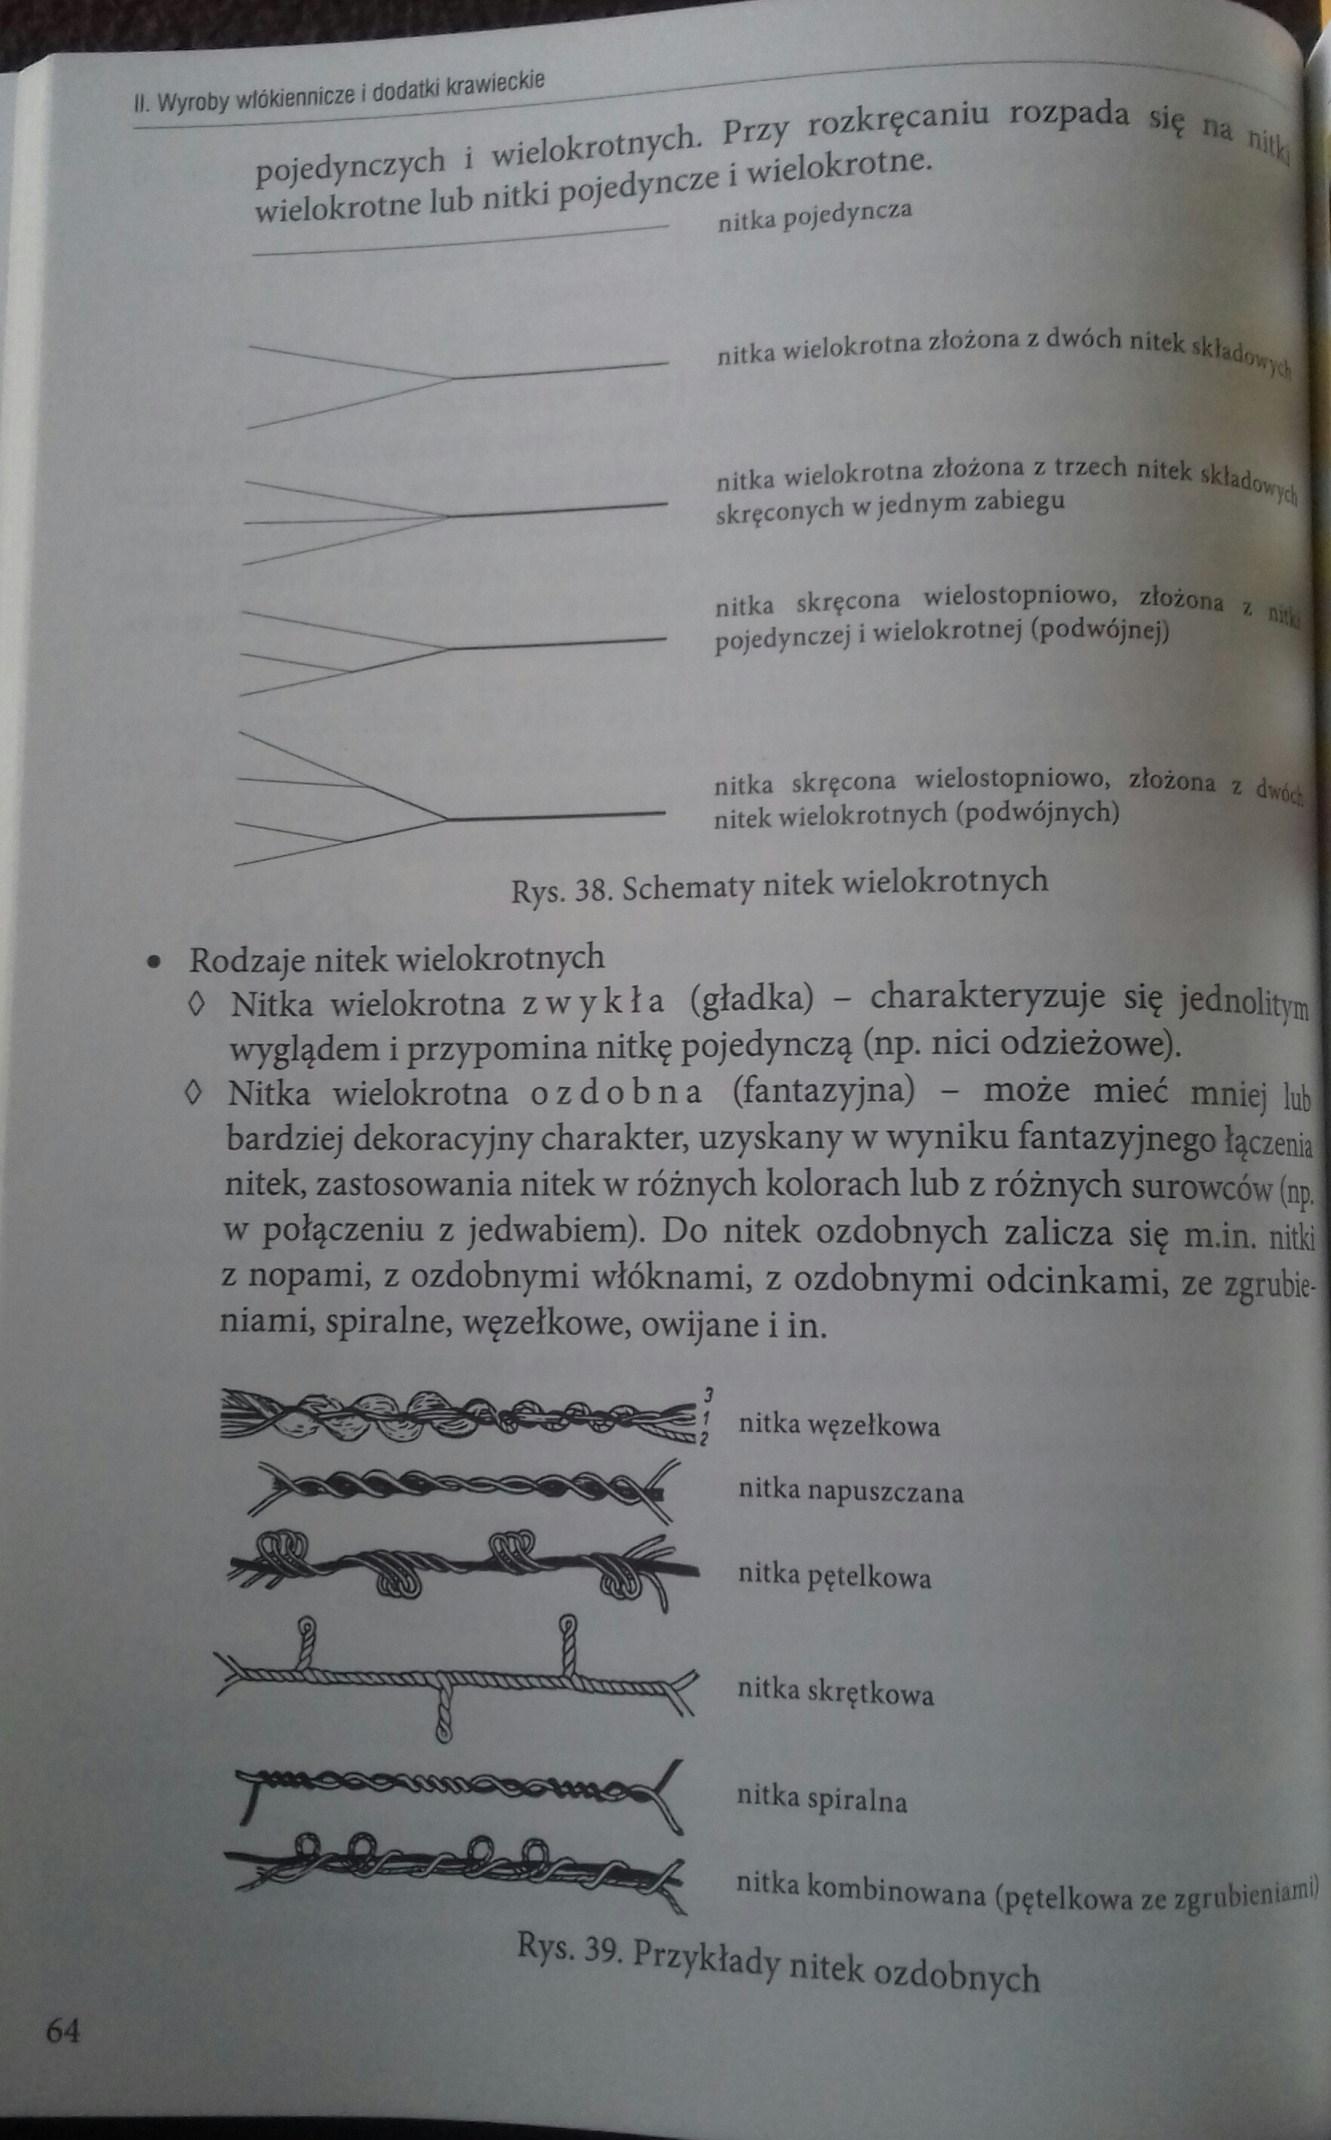 II. Wyroby włókiennicze i dodatki krawieckie
pojedynczych i wielokrotnych. Przy rozkręcaniu rozpada się na nitki
wielokrotne lub nitki pojedyncze i wielokrotne.
nitka pojedyncza
nitka wielokrotna złożona z dwóch nitek składowych
nitka wielokrotna złożona z trzech nitek składowych
skręconych w jednym zabiegu
nitka skręcona wielostopniowo, złożona z nitki
pojedynczej i wielokrotnej (podwójnej)
nitka skręcona wielostopniowo, złożona z dwóch
nitek wielokrotnych (podwójnych)
Rys. 38. Schematy nitek wielokrotnych
• Rodzaje nitek wielokrotnych
◊ Nitka wielokrotna z w y k ł a (gładka) – charakteryzuje się jednolitym
wyglądem i przypomina nitkę pojedynczą (np. nici odzieżowe).
◊ Nitka wielokrotna o z d o b n a (fantazyjna) – może mieć mniej lub
bardziej dekoracyjny charakter, uzyskany w wyniku fantazyjnego łączenia
nitek, zastosowania nitek w różnych kolorach lub z różnych surowców (np.
w połączeniu z jedwabiem). Do nitek ozdobnych zalicza się m.in. nitki
z nopami, z ozdobnymi włóknami, z ozdobnymi odcinkami, ze zgrubie-
niami, spiralne, węzełkowe, owijane i in.
3
1
2
nitka węzełkowa
nitka napuszczana
nitka pętelkowa
nitka skrętkowa
nitka spiralna
nitka kombinowana (pętelkowa ze zgrubieniami)
Rys. 39. Przykłady nitek ozdobnych
64